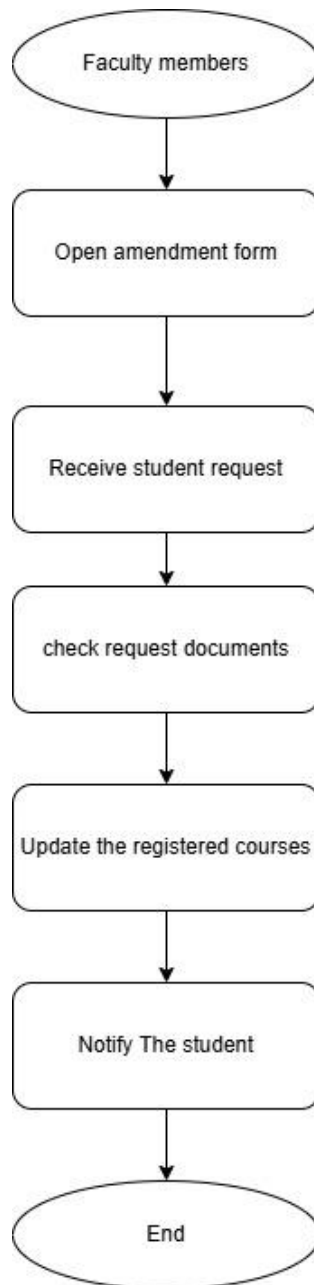 Faculty members
Open amendment form
Receive student request
check request documents
Update the registered courses
Notify The student
End